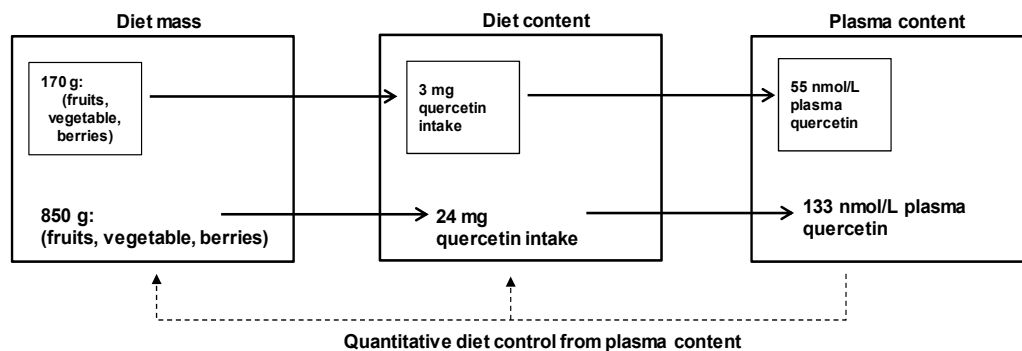 Diet mass
Diet content
Plasma content
170 g:
(fruits,
vegetable,
berries)
3 mg
quercetin
intake
55 nmol/L
plasma
quercetin
850 g:
(fruits, vegetable, berries)
24 mg
quercetin intake
133 nmol/L plasma
quercetin
Quantitative diet control from plasma content